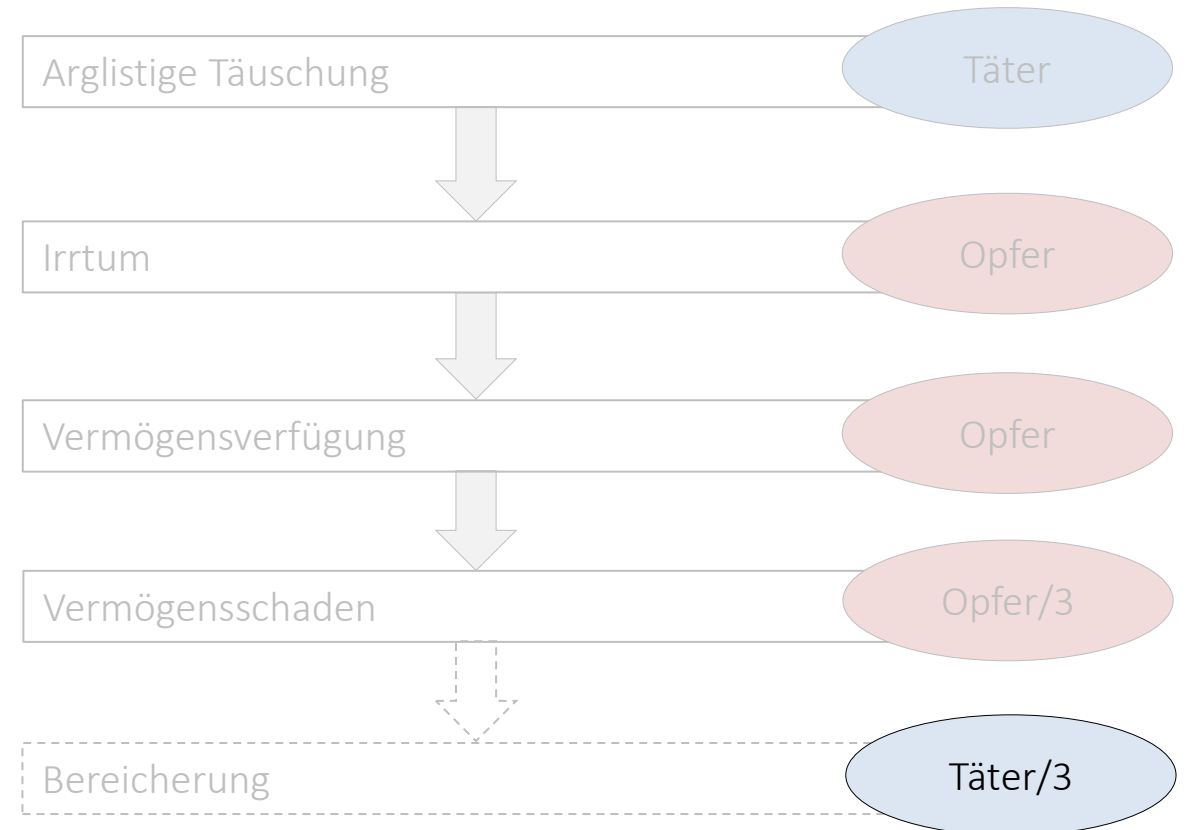 Arglistige Täuschung
Täter
Irrtum
Opfer
Vermögensverfügung
Opfer
Vermögensschaden
Opfer/3
Bereicherung
Täter/3